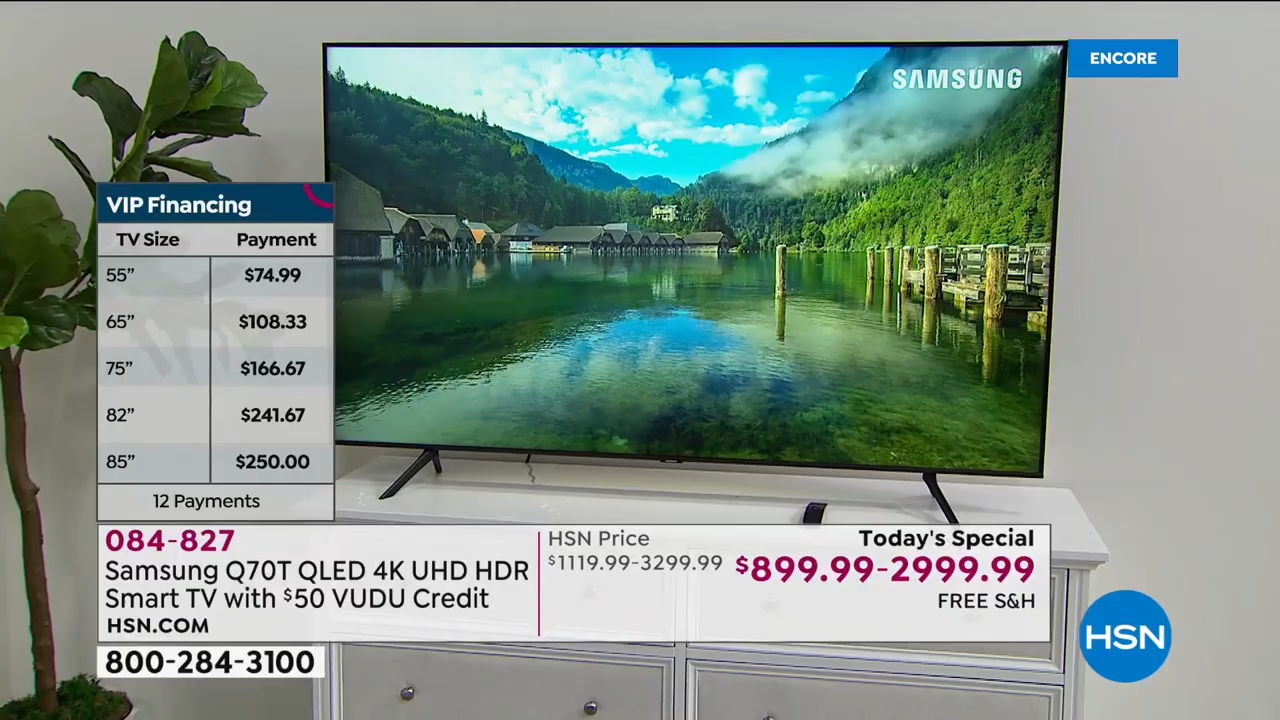 ENCORE
SAMSUNG
VIP Financing
TV Size Payment
55” $74.99
65” $108.33
75” $166.67
82” $241.67
85” $250.00
12 Payments
084-827
Samsung Q70T QLED 4K UHD HDR
Smart TV with $50 VUDU Credit
HSN.COM
HSN Price
$1119.99-3299.99
Today's Special
$899.99-2999.99
FREE S&H
800-284-3100
HSN